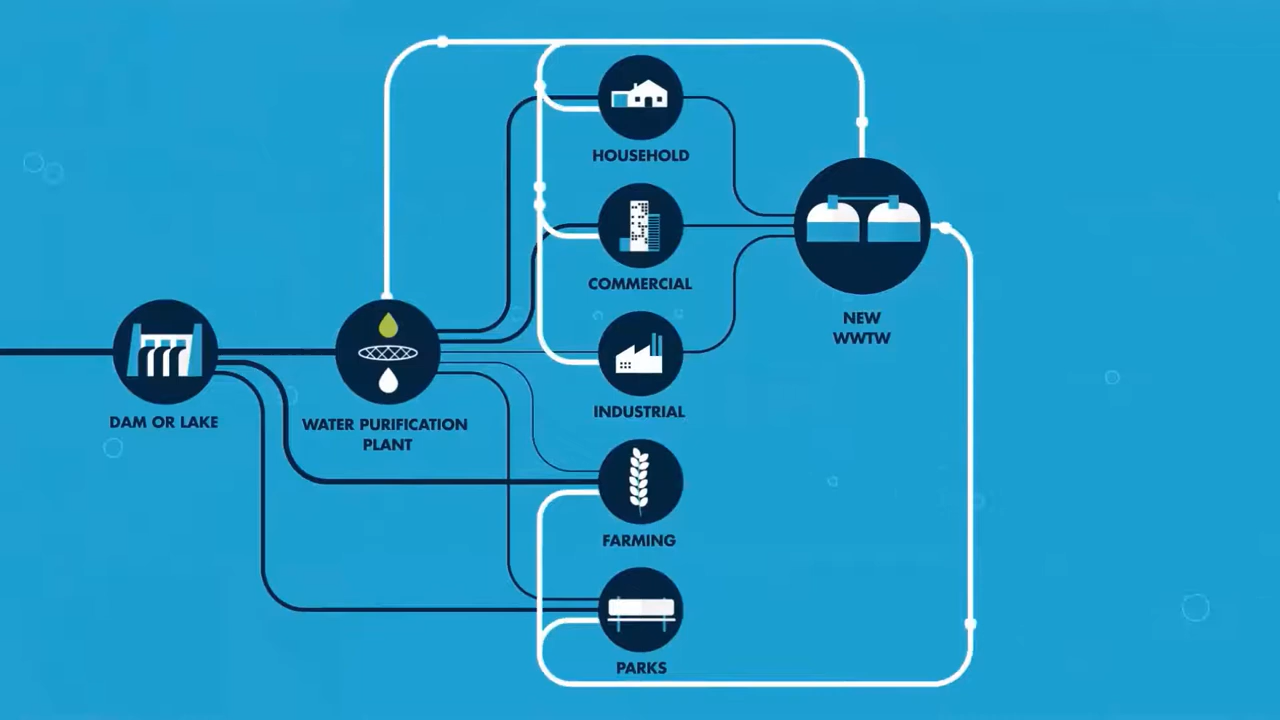 HOUSEHOLD
COMMERCIAL
NEW
WWTW
DAM OR LAKE
WATER PURIFICATION
PLANT
INDUSTRIAL
FARMING
PARKS